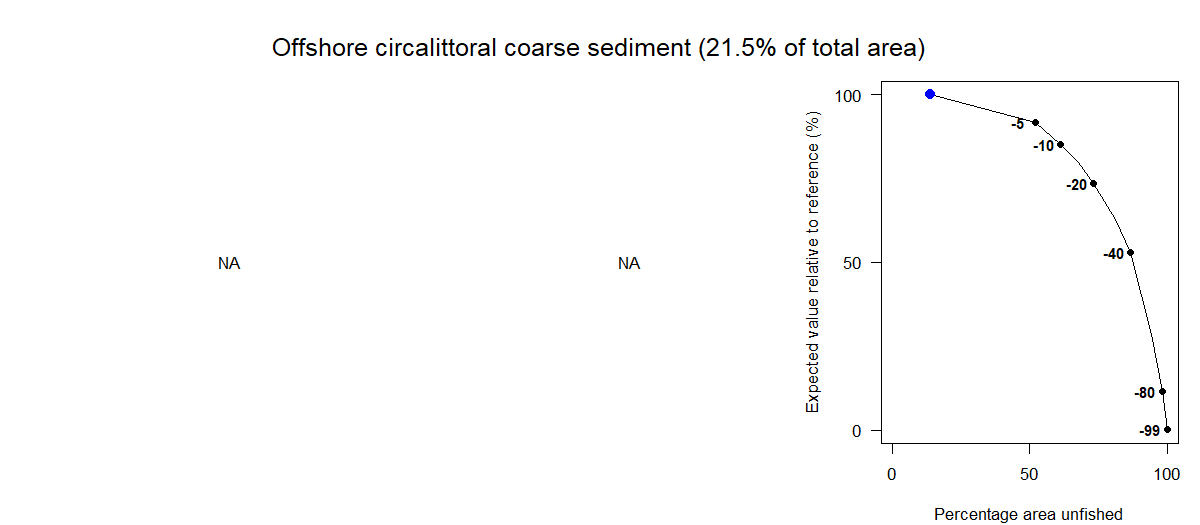 Offshore circalittoral coarse sediment (21.5% of total area)
NA
NA
Expected value relative to reference (%)
100
50
0
-5
-10
-20
-40
-80
-99
0 50 100
Percentage area unfished